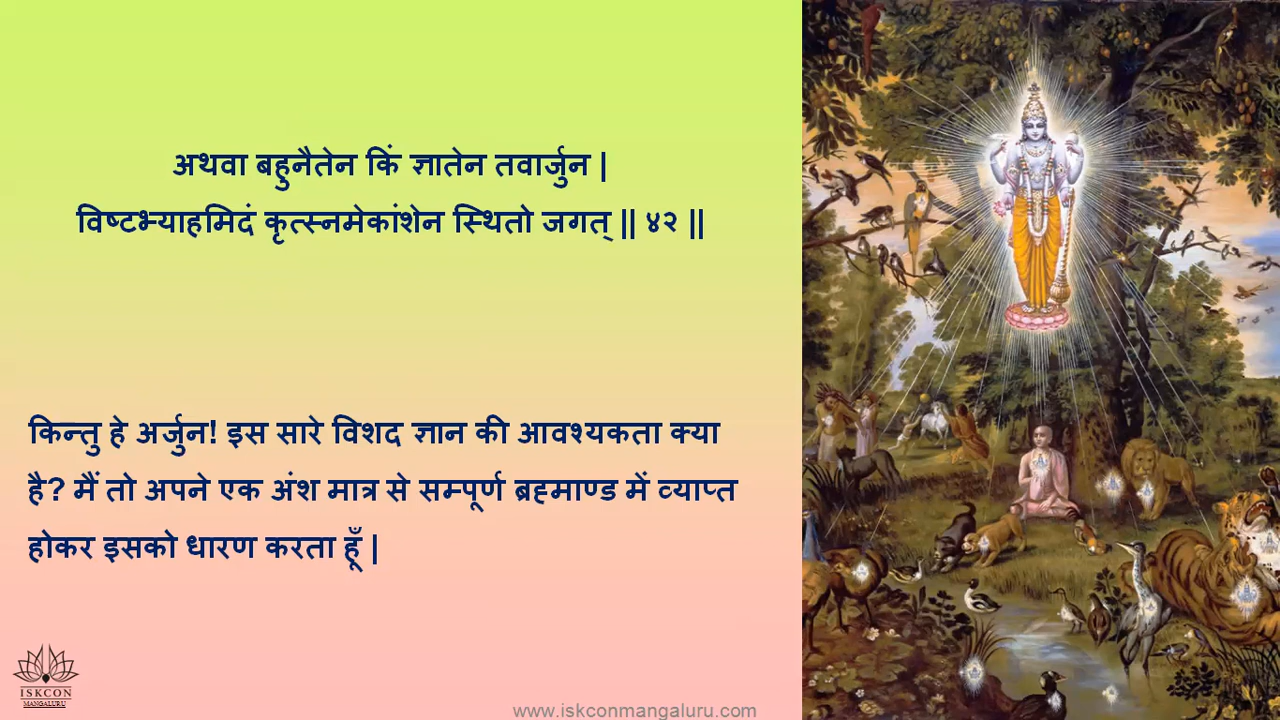 अथवा बहुनैतेन किं ज्ञातेन तवार्जुन |
विष्टभ्याहमिदं कृत्स्नमेकांशेन स्थितो जगत् || ४२ ||
किन्तु हे अर्जुन! इस सारे विशद ज्ञान की आवश्यकता क्या
है? मैं तो अपने एक अंश मात्र से सम्पूर्ण ब्रह्माण्ड में व्याप्त
होकर इसको धारण करता हूँ |
ISKCON
MANGALURU
www.iskconmangaluru.com